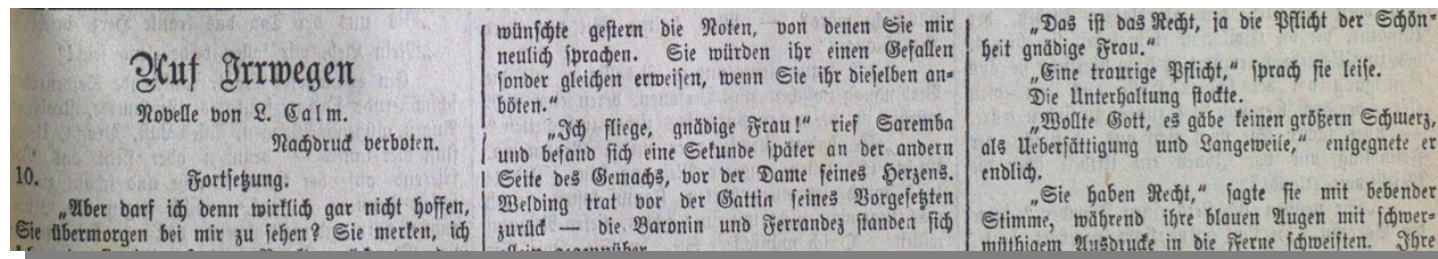 Auf Irrwegen
Novelle von L. Calm.
Nachdruck verboten.
10. Fortsetzung.
„Aber darf ich denn wirklich gar nicht hoffen,
Sie übermorgen bei mir zu sehen? Sie merken, ich
wünschte gestern die Noten, von denen Sie mir
neulich sprachen. Sie würden ihr einen Gefallen
sonder gleichen erweisen, wenn Sie ihr dieselben an-
böten.“
„Ich fliege, gnädige Frau!“ rief Saremba
und befand sich eine Sekunde später an der andern
Seite des Gemachs, vor der Dame seines Herzens.
Welding trat vor der Gattin seines Vorgesetzten
zurück — die Baronin und Ferrandez standen sich
allein gegenüber.
„Das ist das Recht, ja die Pflicht der Schön-
heit gnädige Frau.“
„Eine traurige Pflicht,“ sprach sie leise.
Die Unterhaltung stockte.
„Wollte Gott, es gäbe keinen größern Schmerz,
als Uebersättigung und Langeweile,“ entgegnete er
endlich.
„Sie haben Recht,“ sagte sie mit bebender
Stimme, während ihre blauen Augen mit schwer-
müthigem Ausdrucke in die Ferne schweiften. Ihre